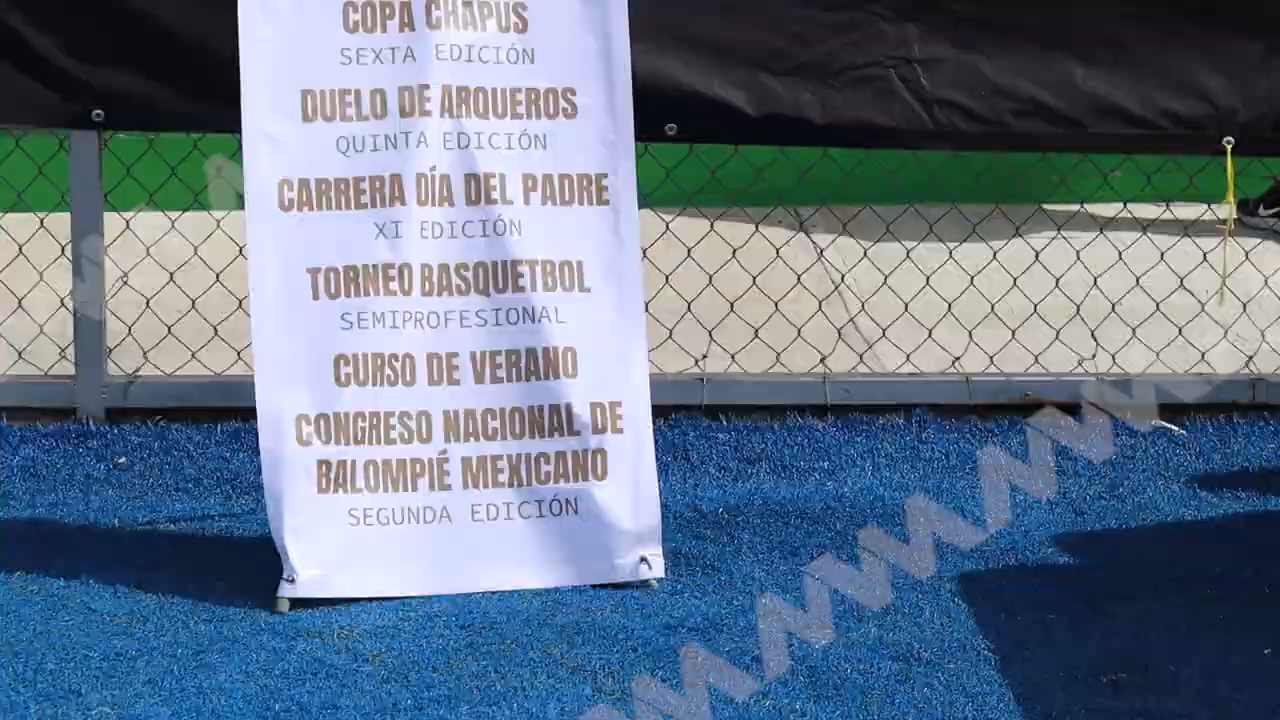 COPA CHAPUS
SEXTA EDICIÓN
DUELO DE ARQUEROS
QUINTA EDICIÓN
CARRERA DÍA DEL PADRE
XI EDICIÓN
TORNEO BASQUETBOL
SEMIPROFESIONAL
CURSO DE VERANO
CONGRESO NACIONAL DE
BALOMPIÉ MEXICANO
SEGUNDA EDICIÓN